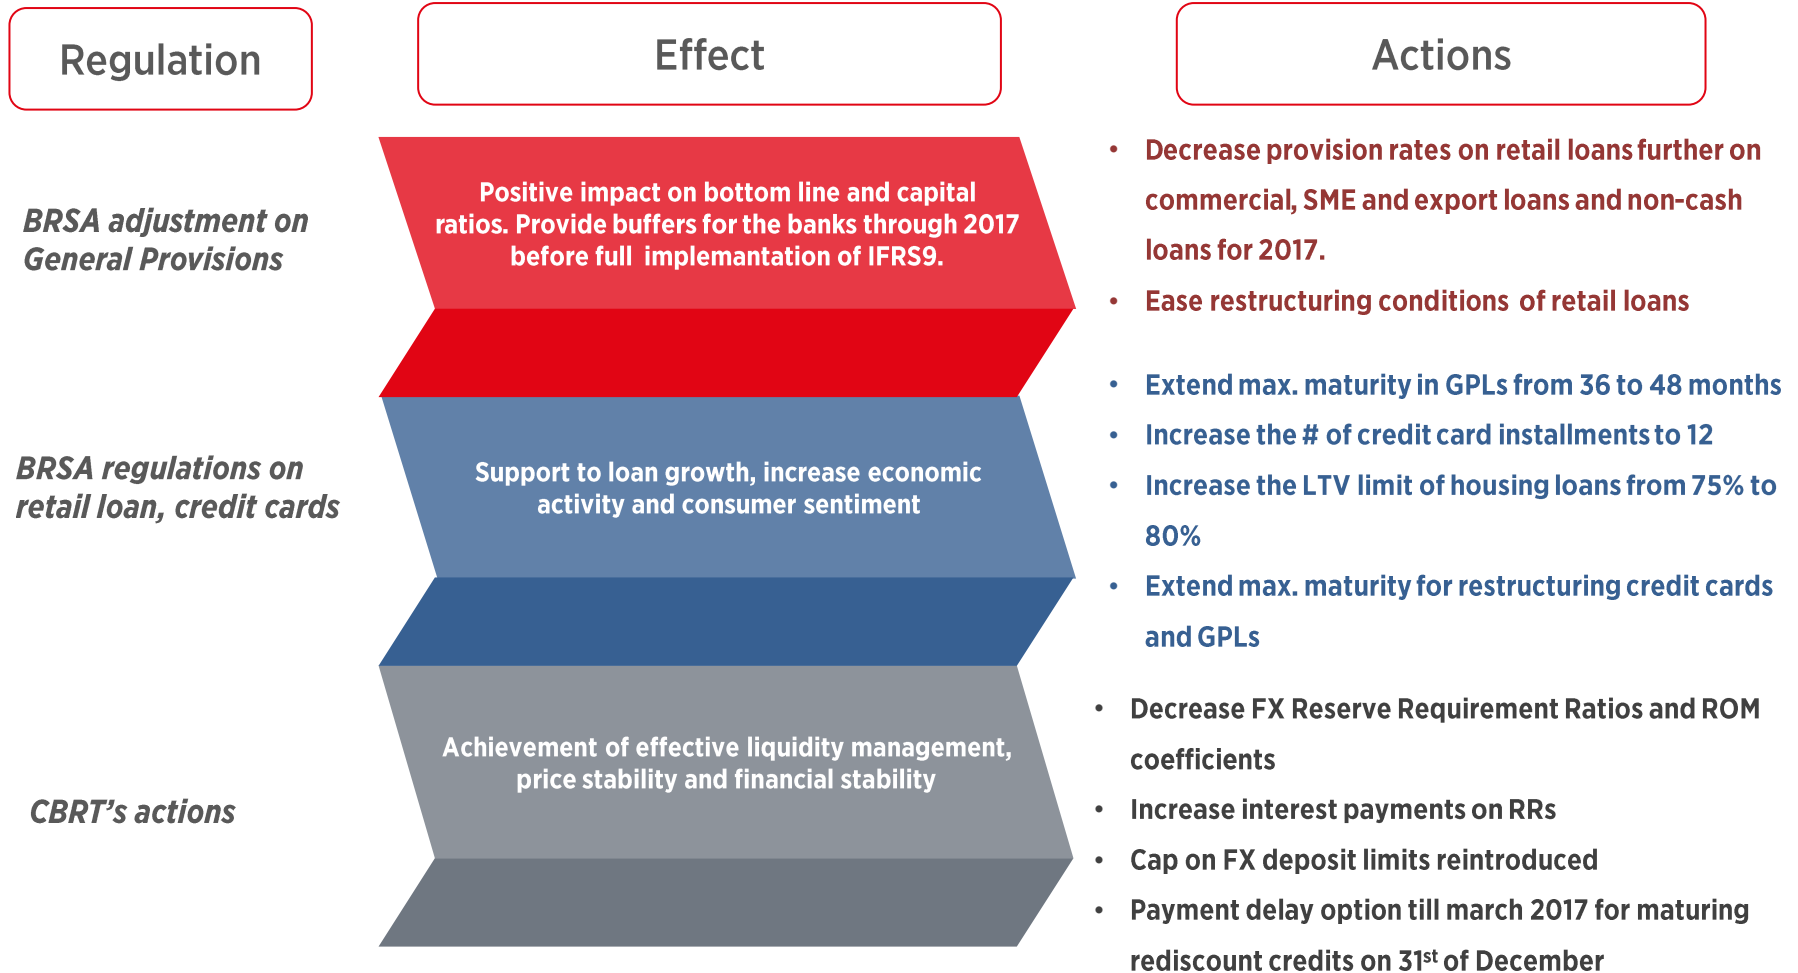 Regulation
Effect
Actions
BRSA adjustment on
General Provisions
Positive impact on bottom line and capital
ratios. Provide buffers for the banks through 2017
before full implemantation of IFRS9.
• Decrease provision rates on retail loans further on
commercial, SME and export loans and non-cash
loans for 2017.
• Ease restructuring conditions of retail loans
BRSA regulations on
retail loan, credit cards
Support to loan growth, increase economic
activity and consumer sentiment
• Extend max. maturity in GPLs from 36 to 48 months
• Increase the # of credit card installments to 12
• Increase the LTV limit of housing loans from 75% to
80%
• Extend max. maturity for restructuring credit cards
and GPLs
CBRT’s actions
Achievement of effective liquidity management,
price stability and financial stability
• Decrease FX Reserve Requirement Ratios and ROM
coefficients
• Increase interest payments on RRs
• Cap on FX deposit limits reintroduced
• Payment delay option till march 2017 for maturing
rediscount credits on 31st of December